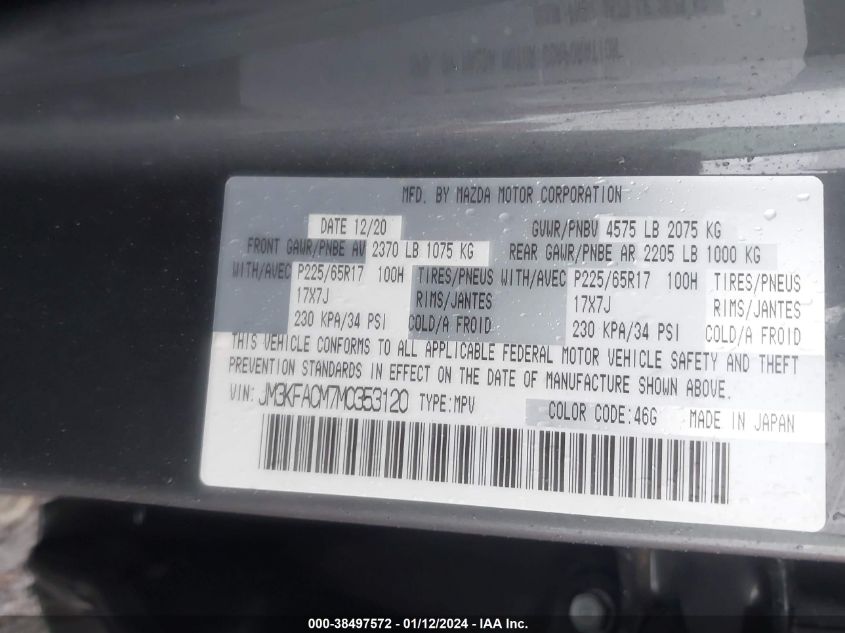 MFD. BY MAZDA MOTOR CORPORATION
DATE 12/20 GVWR/PNBV 4575 LB 2075 KG
FRONT GAWR/PNBE AV 2370 LB 1075 KG REAR GAWR/PNBE AR 2205 LB 1000 KG
WITH/AVEC P225/65R17 100H TIRES/PNEUS WITH/AVEC P225/65R17 100H TIRES/PNEUS
17X7J RIMS/JANTES 17X7J RIMS/JANTES
230 KPA/34 PSI COLD/A FROID 230 KPA/34 PSI COLD/A FROID
THIS VEHICLE CONFORMS TO ALL APPLICABLE FEDERAL MOTOR VEHICLE SAFETY AND THEFT
PREVENTION STANDARDS IN EFFECT ON THE DATE OF MANUFACTURE SHOWN ABOVE.
VIN: JM3KFACM7M0353120 TYPE:MPV COLOR CODE:46G MADE IN JAPAN
000-38497572 - 01/12/2024 - IAA Inc.